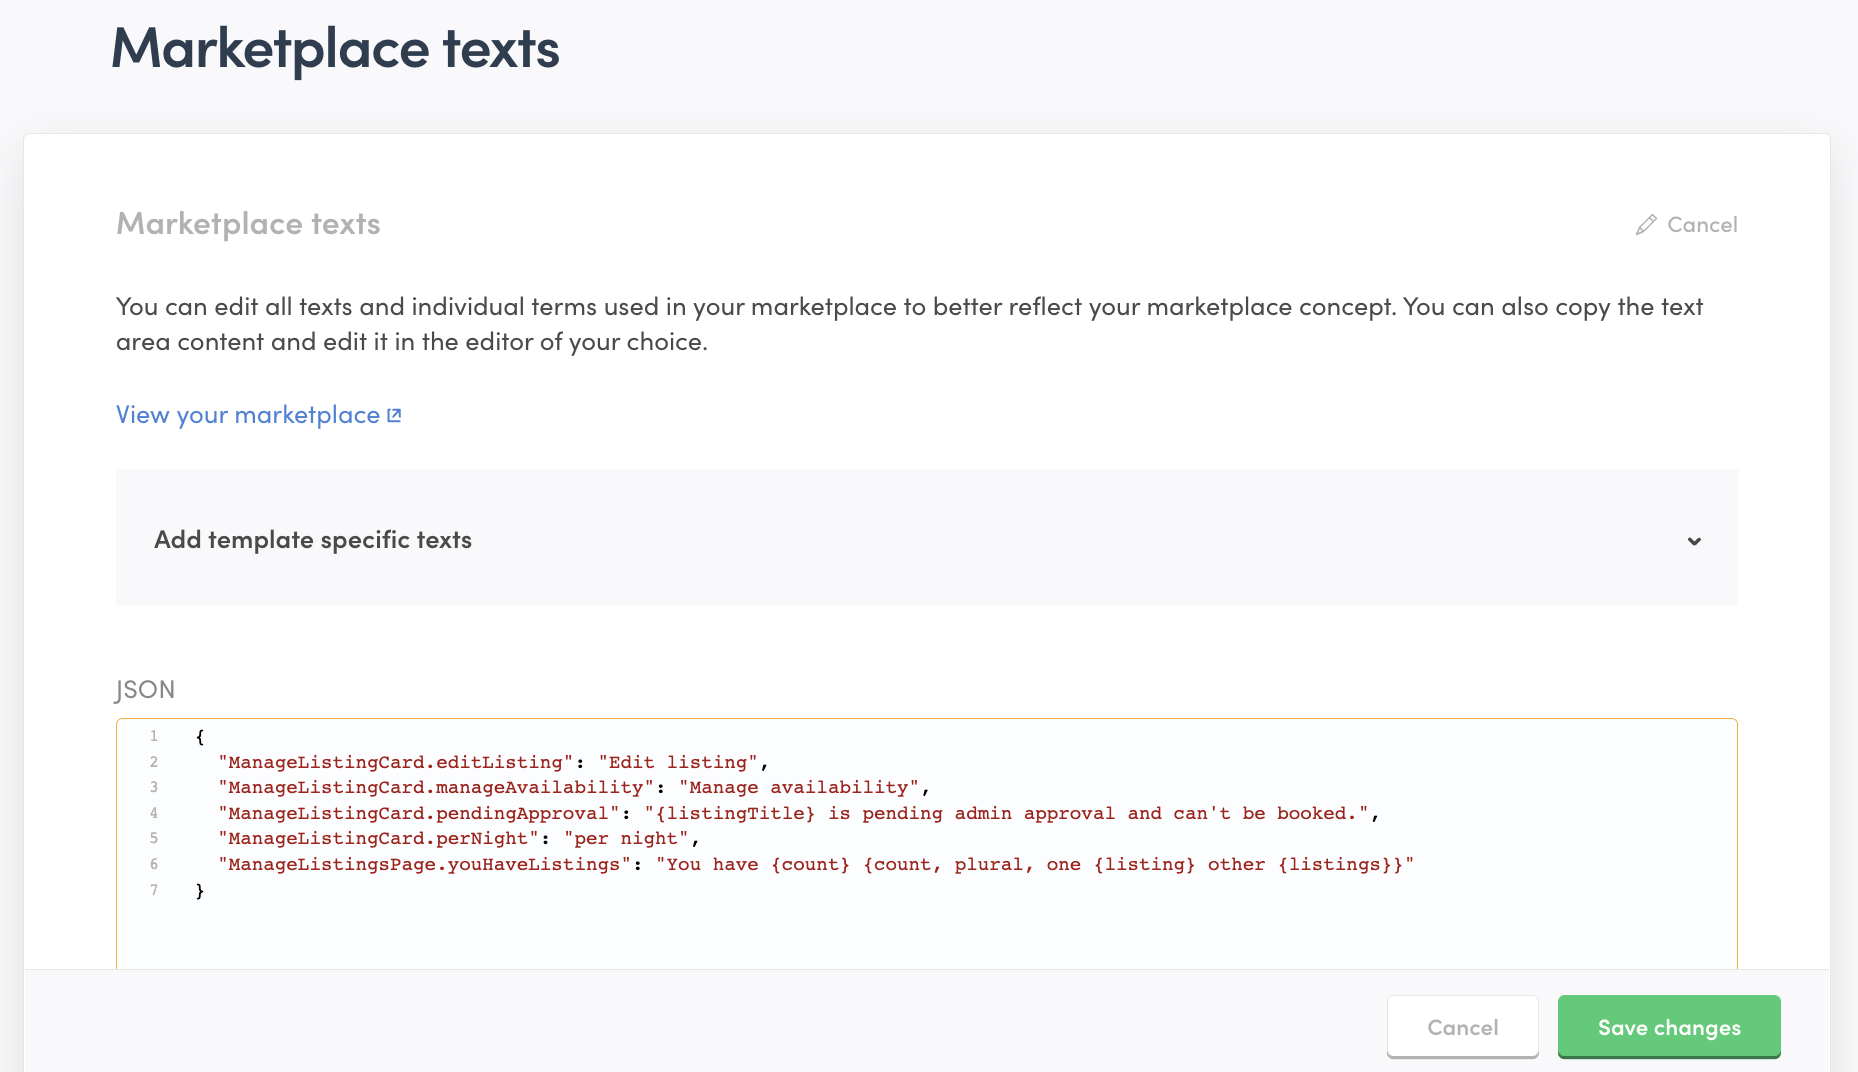 Marketplace texts
Marketplace texts
Cancel
You can edit all texts and individual terms used in your marketplace to better reflect your marketplace concept. You can also copy the text
area content and edit it in the editor of your choice.
View your marketplace
Add template specific texts
JSON
1 {
2 "ManageListingCard.editListing": "Edit listing",
3 "ManageListingCard.manageAvailability": "Manage availability",
4 "ManageListingCard.pendingApproval": "{listingTitle} is pending admin approval and can't be booked.",
5 "ManageListingCard.perNight": "per night",
6 "ManageListingsPage.youHaveListings": "You have {count} {count, plural, one {listing} other {listings}}"
7 }
Cancel
Save changes